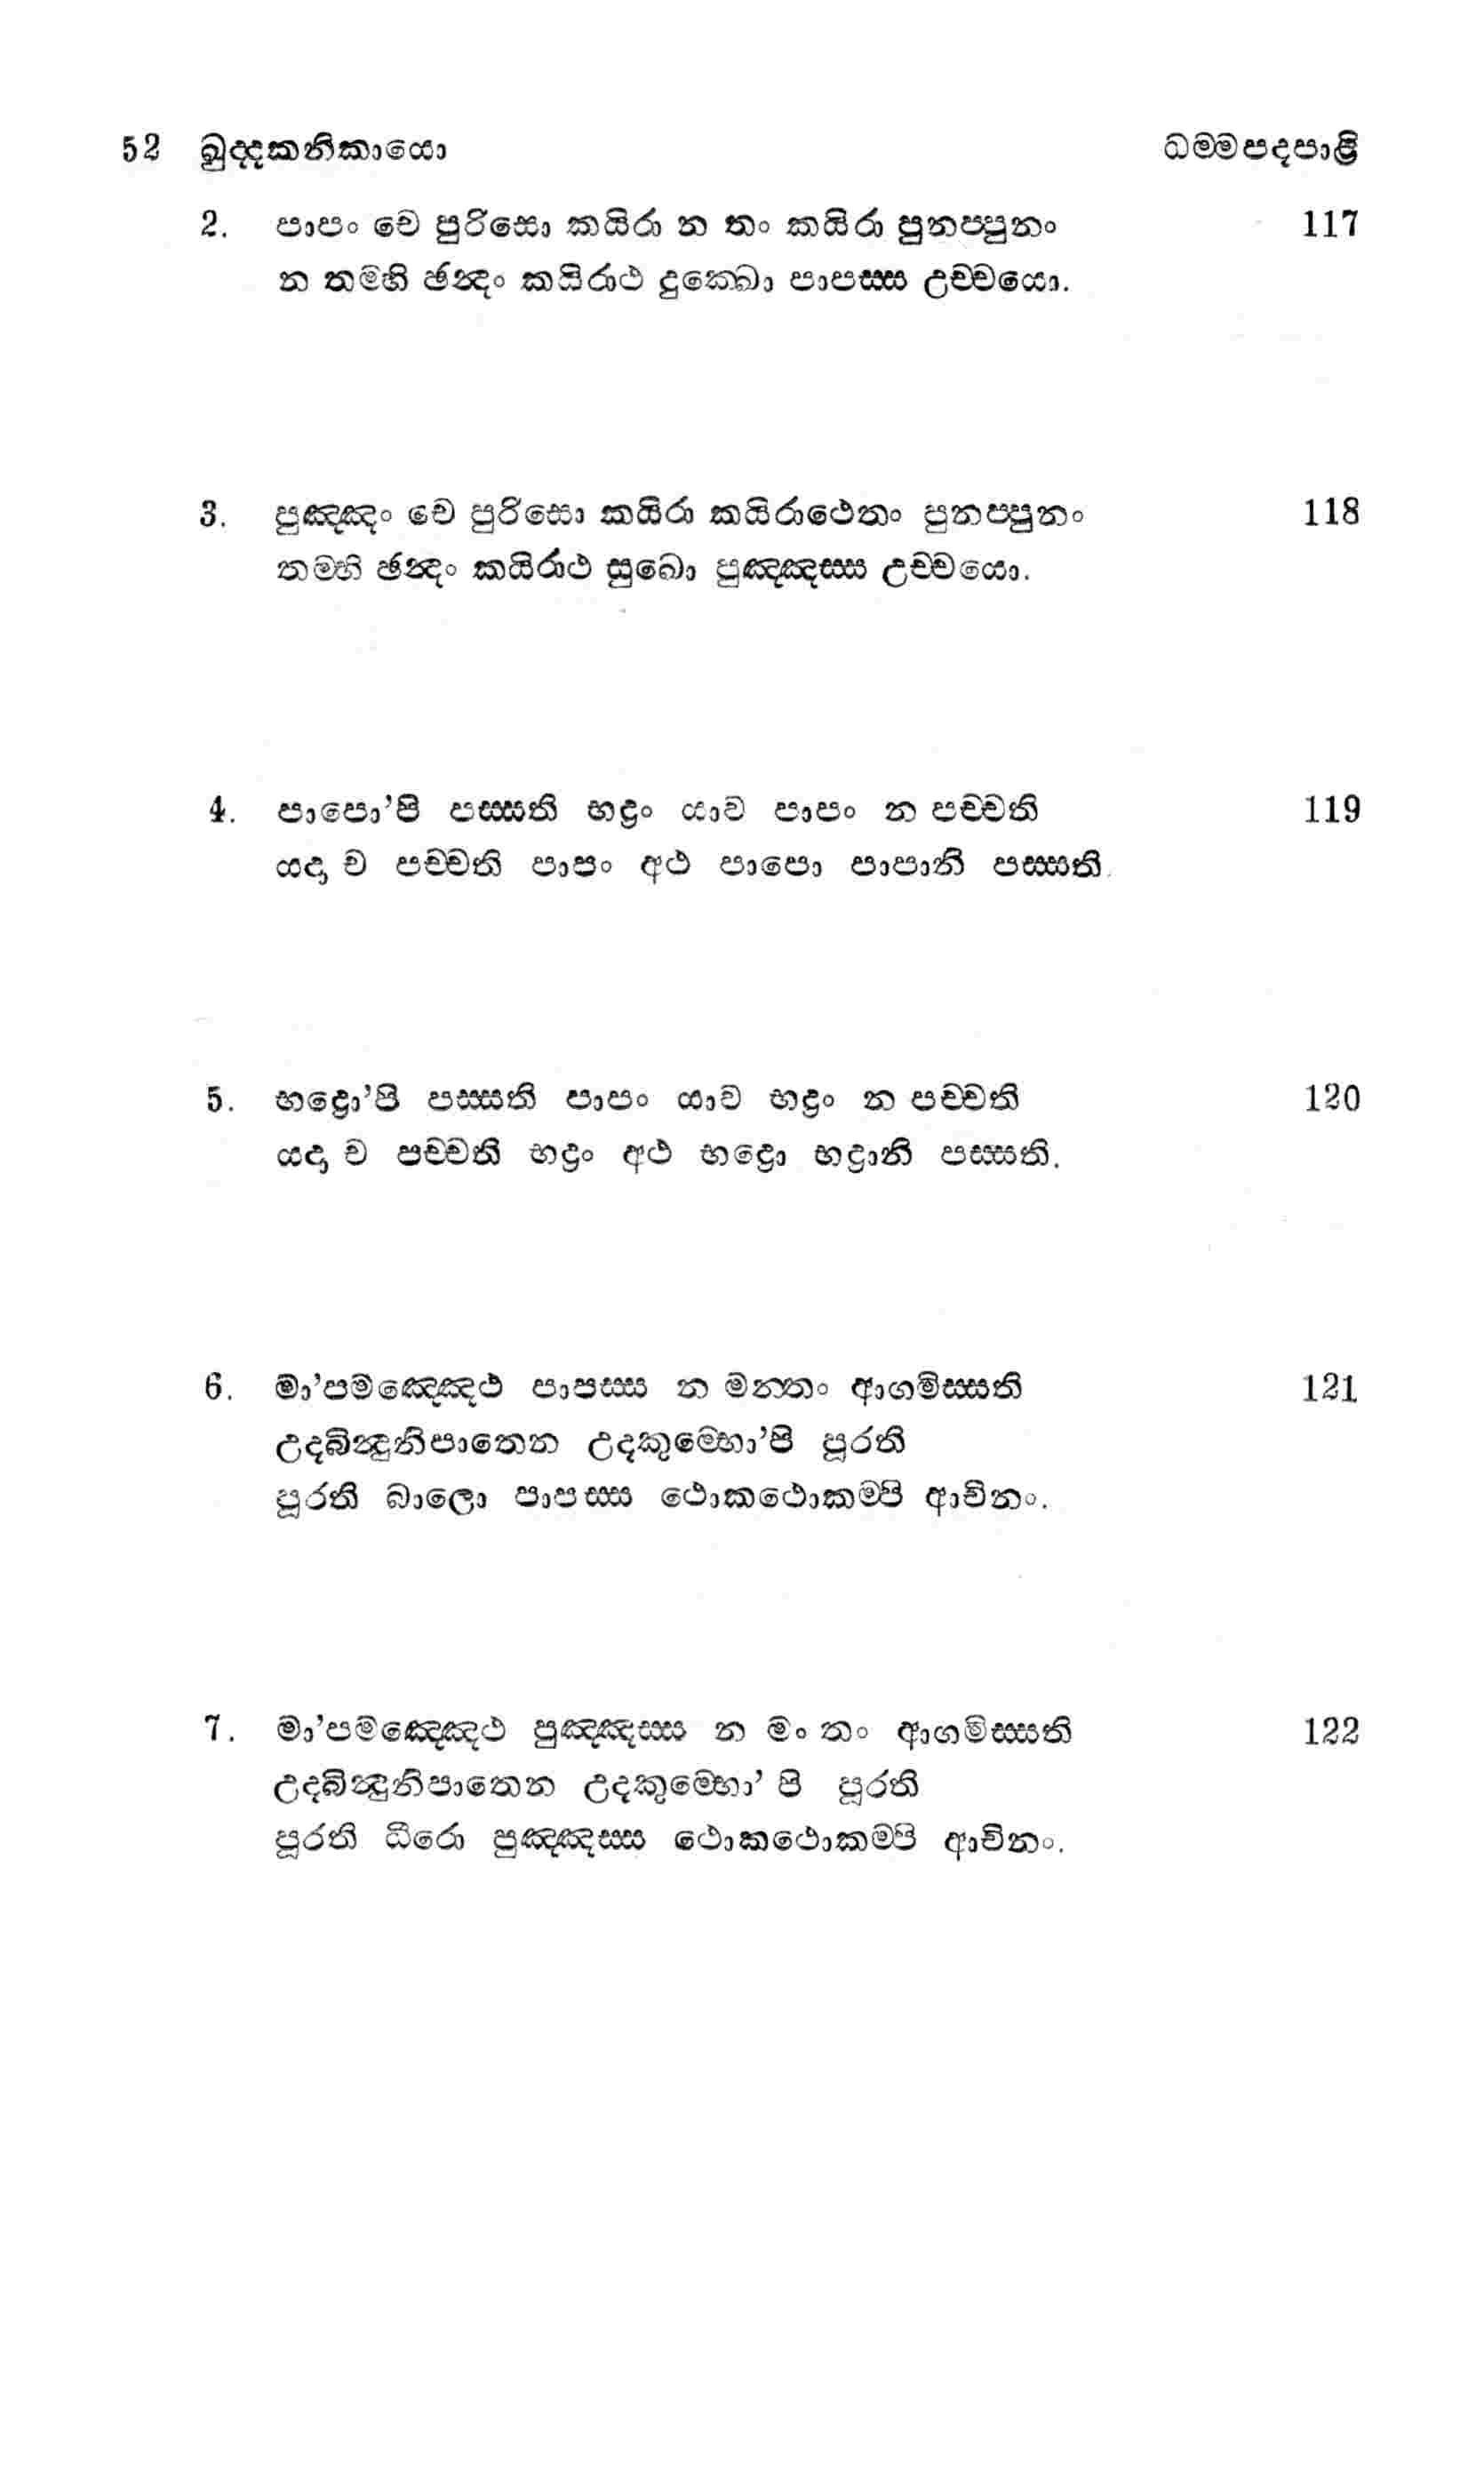 52 ඛුද්දකනිකායො ධම්මපදපාළි
2. පාපං චෙ පුරිසො කයිරා න තං කයිරා පුනප්පුනං 117
න තම්හි ඡන්දං කයිරාථ දුක්ඛො පාපස්ස උච්චයො.
3. පුඤ්ඤං චෙ පුරිසො කයිරා කයිරාථෙනං පුනප්පුනං 118
තම්හි ඡන්දං කයිරාථ සුඛො පුඤ්ඤස්ස උච්චයො.
4. පාපො’පි පස්සති භද්‍රං යාව පාපං න පච්චති 119
යදා ච පච්චති පාපං අථ පාපො පාපානි පස්සති.
5. භද්‍රො’පි පස්සති පාපං යාව භද්‍රං න පච්චති 120
යදා ච පච්චති භද්‍රං අථ භද්‍රො භද්‍රානි පස්සති.
6. මා’පමඤ්ඤෙථ පාපස්ස න මන්තං ආගමිස්සති 121
උදබින්දුනිපාතෙන උදකුම්භො’පි පූරති
පූරති බාලො පාපස්ස ථොකථොකම්පි ආචිනං.
7. මා’පමඤ්ඤෙථ පුඤ්ඤස්ස න මං තං ආගමිස්සති 122
උදබින්දුනිපාතෙන උදකුම්භො’ පි පූරති
පූරති ධීරො පුඤ්ඤස්ස ථොකථොකම්පි ආචිනං.